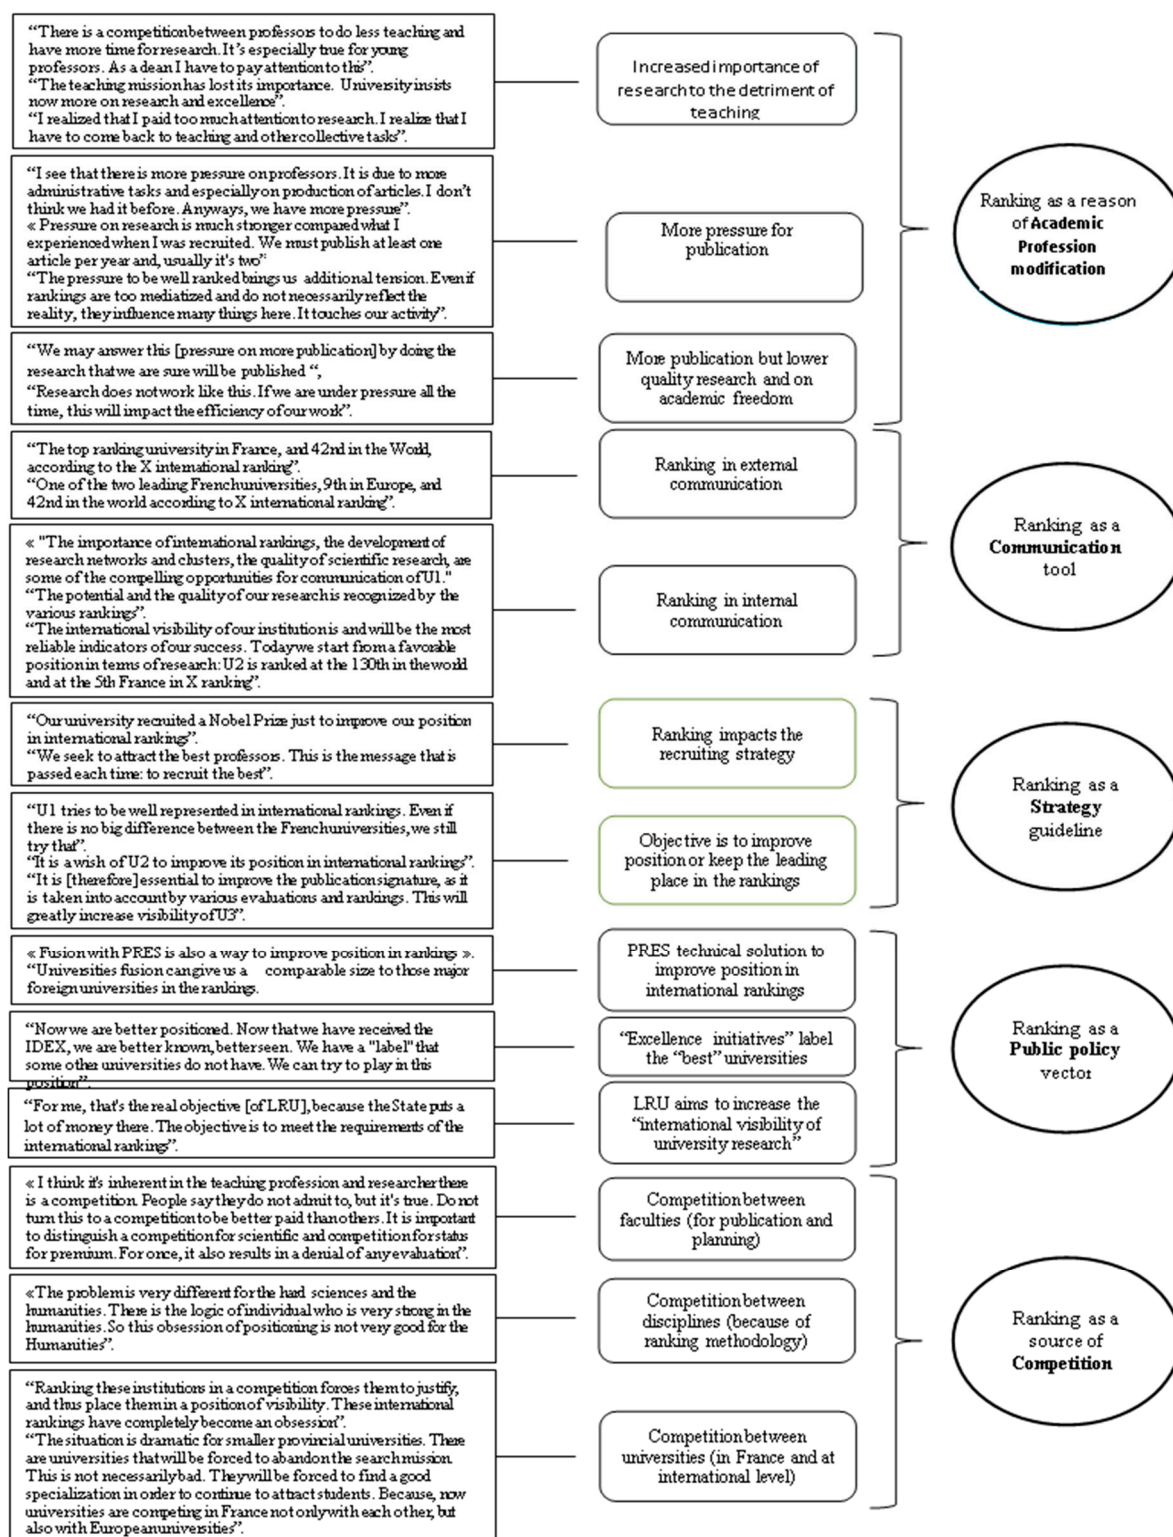 “There is a competition between professors to do less teaching and
have more time for research. It’s especially true for young
professors. As a dean I have to pay attention to this”.
“The teaching mission has lost its importance. University insists
now more on research and excellence”.
“I realized that I paid too much attention to research. I realize that I
have to come back to teaching and other collective tasks”.
Increased importance of
research to the detriment of
teaching
“I see that there is more pressure on professors. It is due to more
administrative tasks and especially on production of articles. I don’t
think we had it before. Anyways, we have more pressure”.
« Pressure on research is much stronger compared what I
experienced when I was recruited. We must publish at least one
article per year and, usually it's two”
“The pressure to be well ranked brings us additional tension. Even if
rankings are too mediatized and do not necessarily reflect the
reality, they influence many things here. It touches our activity”.
More pressure for
publication
“We may answer this [pressure on more publication] by doing the
research that we are sure will be published “,
“Research does not work like this. If we are under pressure all the
time, this will impact the efficiency of our work”.
More publication but lower
quality research and on
academic freedom
Ranking as a reason
of Academic
Profession
modification
“The top ranking university in France, and 42nd in the World,
according to the X international ranking”.
“One of the two leading French universities, 9th in Europe, and
42nd in the world according to X international ranking”.
Ranking in external
communication
« "The importance of international rankings, the development of
research networks and clusters, the quality of scientific research, are
some of the compelling opportunities for communication of U1."
“The potential and the quality of our research is recognized by the
various rankings”.
“The international visibility of our institution is and will be the most
reliable indicators of our success. Today we start from a favorable
position in terms of research: U2 is ranked at the 130th in the world
and at the 5th France in X ranking”.
Ranking in internal
communication
Ranking as a
Communication
tool
“Our university recruited a Nobel Prize just to improve our position
in international rankings”.
“We seek to attract the best professors. This is the message that is
passed each time: to recruit the best”.
Ranking impacts the
recruiting strategy
“U1 tries to be well represented in international rankings. Even if
there is no big difference between the French universities, we still
try that”.
“It is a wish of U2 to improve its position in international rankings”.
“It is [therefore] essential to improve the publication signature, as it
is taken into account by various evaluations and rankings. This will
greatly increase visibility of U3”.
Objective is to improve
position or keep the leading
place in the rankings
Ranking as a
Strategy
guideline
« Fusion with PRES is also a way to improve position in rankings ».
“Universities fusion can give us a comparable size to those major
foreign universities in the rankings.
PRES technical solution to
improve position in
international rankings
“Now we are better positioned. Now that we have received the
IDEX, we are better known, better seen. We have a "label" that
some other universities do not have. We can try to play in this
position”.
“Excellence initiatives” label
the “best” universities
“For me, that's the real objective [of LRU], because the State puts a
lot of money there. The objective is to meet the requirements of the
international rankings”.
LRU aims to increase the
“international visibility of
university research”
Ranking as a
Public policy
vector
« I think it's inherent in the teaching profession and researcher there
is a competition. People say they do not admit to, but it's true. Do not
turn this to a competition to be better paid than others. It is important
to distinguish a competition for scientific and competition for status
for premium. For once, it also results in a denial of any evaluation”.
Competition between
faculties (for publication and
planning)
«The problem is very different for the hard sciences and the
humanities. There is the logic of individual who is very strong in the
humanities. So this obsession of positioning is not very good for the
Humanities”.
Competition between
disciplines (because of
ranking methodology)
“Ranking these institutions in a competition forces them to justify,
and thus place them in a position of visibility. These international
rankings have completely become an obsession”.
“The situation is dramatic for smaller provincial universities. There
are universities that will be forced to abandon the search mission.
This is not necessarily bad. They will be forced to find a good
specialization in order to continue to attract students. Because, now
universities are competing in France not only with each other, but
also with European universities”.
Competition between
universities (in France and at
international level)
Ranking as a
source of
Competition